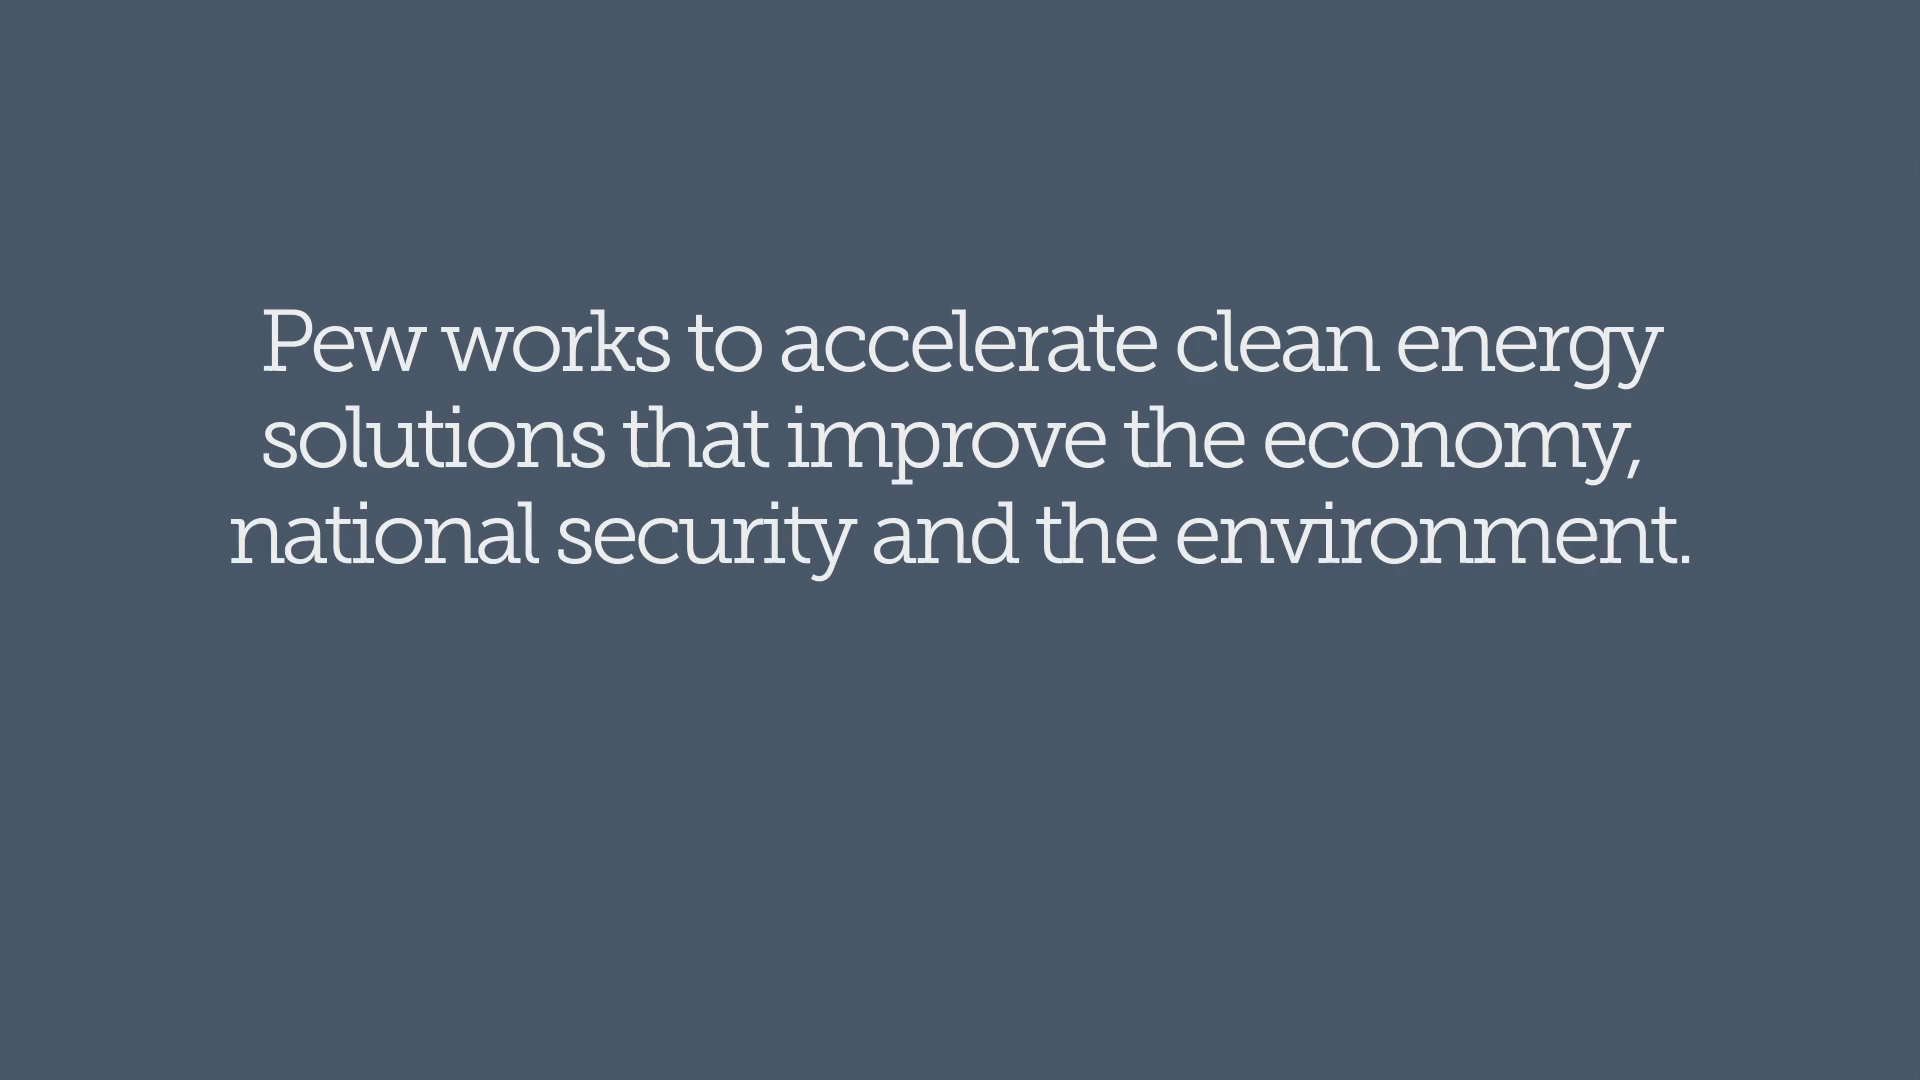 Pew works to accelerate clean energy
solutions that improve the economy,
national security and the environment.